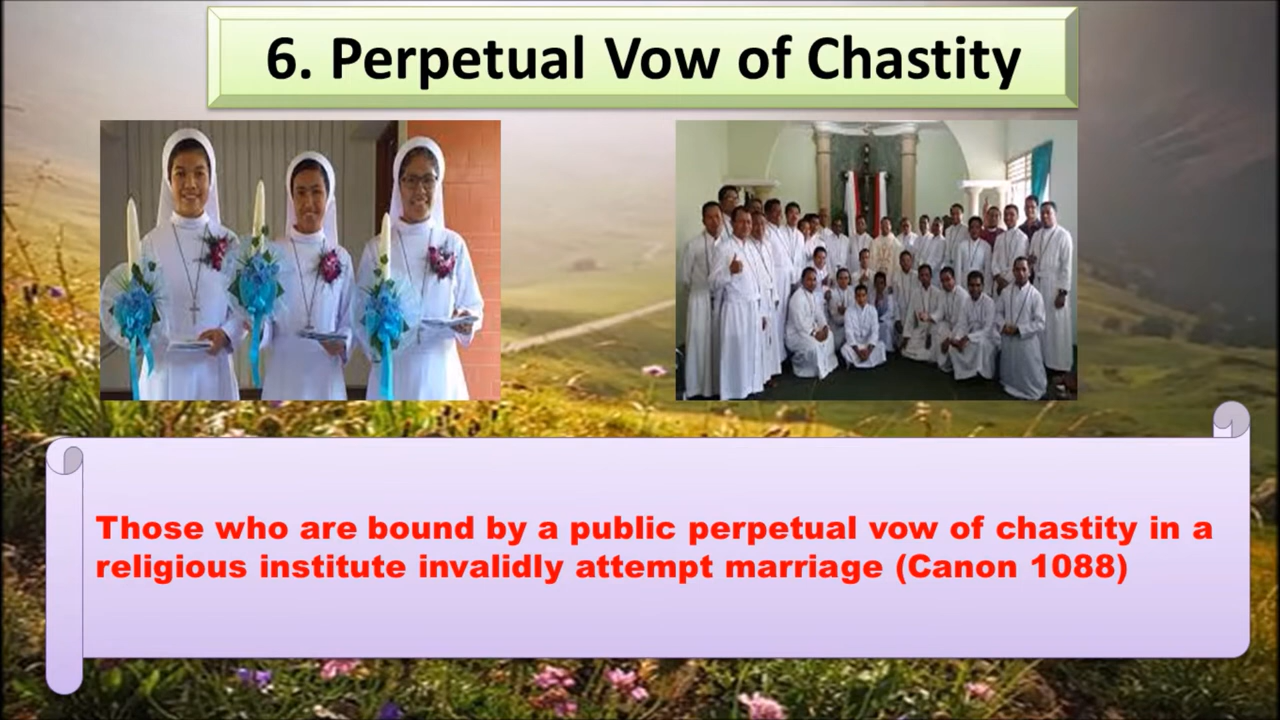 6. Perpetual Vow of Chastity
Those who are bound by a public perpetual vow of chastity in a
religious institute invalidly attempt marriage (Canon 1088)